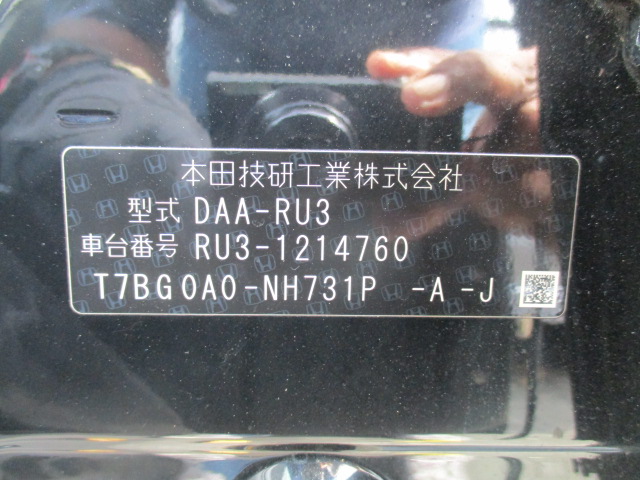 本田技研工業株式会社
型式 DAA-RU3
車台番号 RU3-1214760
T7BG0A0-NH731P -A -J